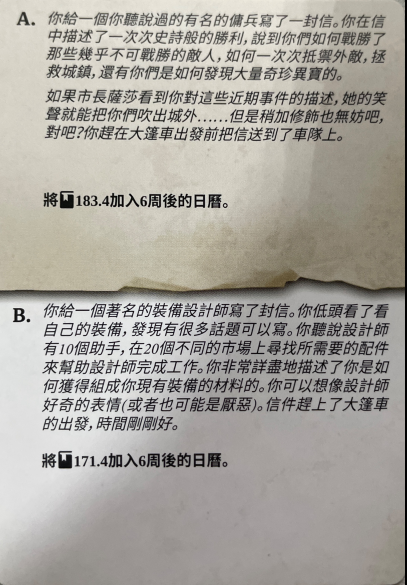 A. 你給一個你聽說過的有名的傭兵寫了一封信。你在信
中描述了一次次史詩般的勝利，說到你們如何戰勝了
那些幾乎不可戰勝的敵人，如何一次次抵禦外敵，拯
救城鎮，還有你們是如何發現大量奇珍異寶的。
如果市長薩莎看到你對這些近期事件的描述，她的笑
聲就能把你們吹出城外……但是稍加修飾也無妨吧，
對吧？你趕在大篷車出發前把信送到了車隊上。
將183.4加入6周後的日曆。
B. 你給一個著名的裝備設計師寫了封信。你低頭看了看
自己的裝備，發現有很多話題可以寫。你聽說設計師
有10個助手，在20個不同的市場上尋找所需要的配件
來幫助設計師完成工作。你非常詳盡地描述了你是如
何獲得組成你現有裝備的材料的。你可以想像設計師
好奇的表情（或者也可能是厭惡）。信件趕上了大篷車
的出發，時間剛剛好。
將171.4加入6周後的日曆。